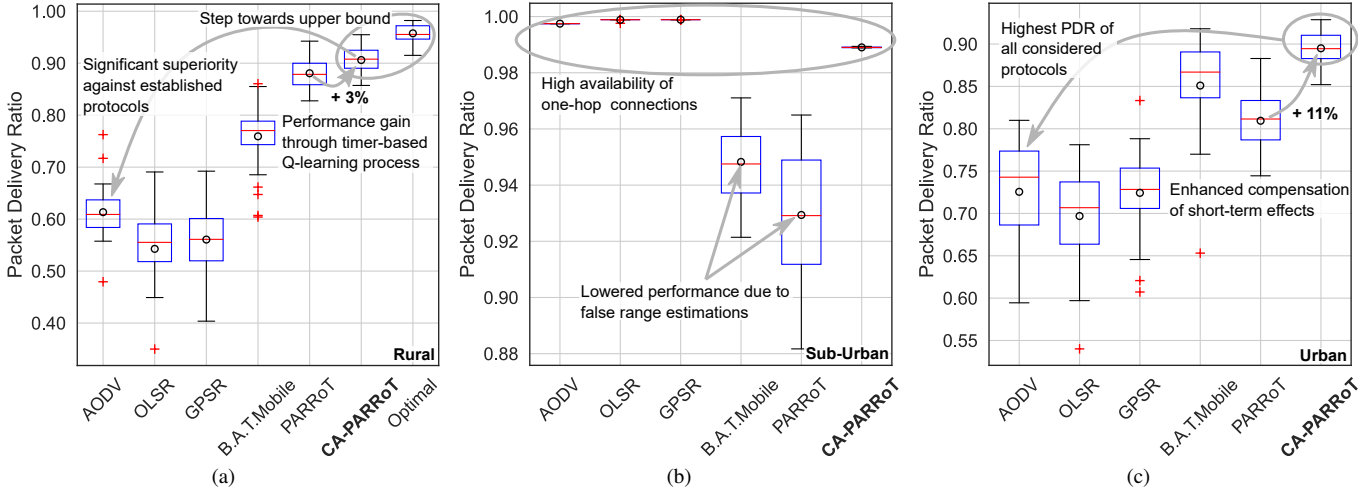 Packet Delivery Ratio
1.00
0.90
0.80
0.70
0.60
0.50
0.40
Step towards upper bound
Significant superiority
against established
protocols
+ 3%
Performance gain
through timer-based
Q-learning process
Rural
AODV
OLSR
GPSR
B.A.T.Mobile
PARRoT
CA-PARRoT
Optimal
(a)
Packet Delivery Ratio
1.00
0.98
0.96
0.94
0.92
0.90
0.88
High availability of
one-hop connections
Lowered performance due to
false range estimations
Sub-Urban
AODV
OLSR
GPSR
B.A.T.Mobile
PARRoT
CA-PARRoT
(b)
Packet Delivery Ratio
0.90
0.85
0.80
0.75
0.70
0.65
0.60
0.55
Highest PDR of
all considered
protocols
+ 11%
Enhanced compensation
of short-term effects
Urban
AODV
OLSR
GPSR
B.A.T.Mobile
PARRoT
CA-PARRoT
(c)